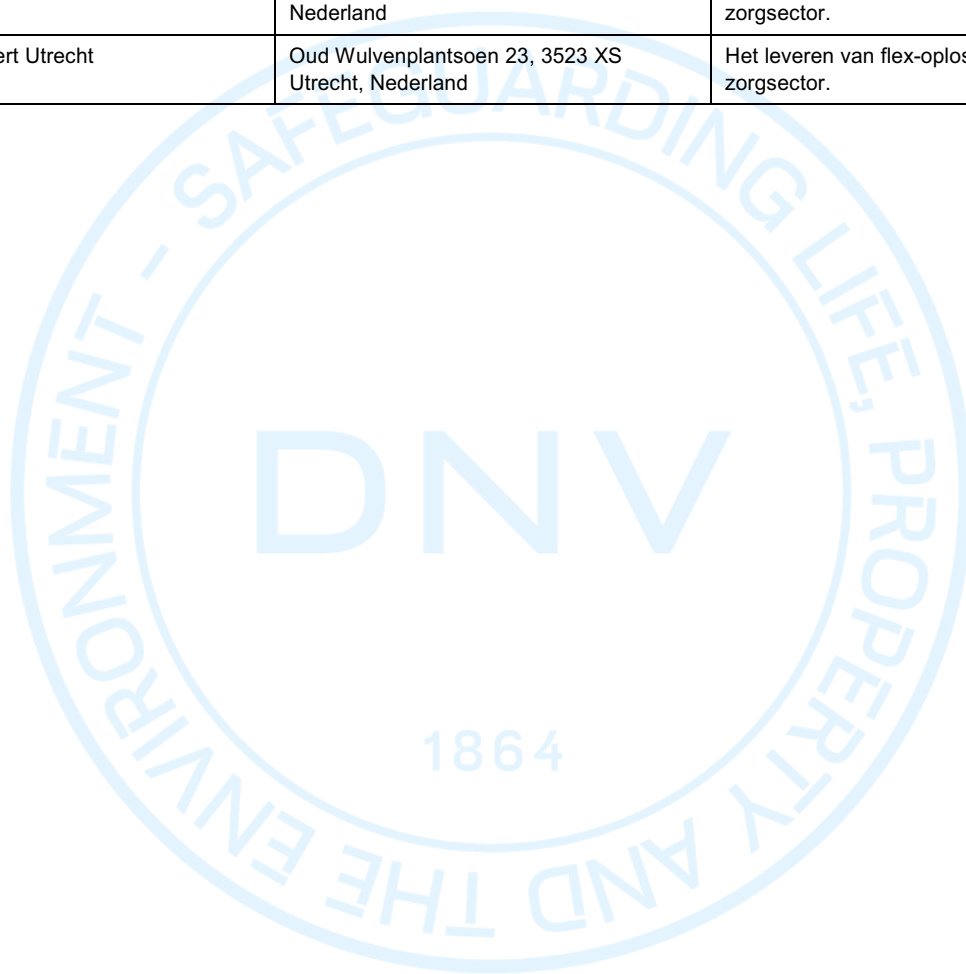 Nederland
zorgsector.
ert Utrecht
Oud Wulvenplantsoen 23, 3523 XS
Het leveren van flex-oplos
Utrecht, Nederland
zorgsector.
SAFEGUARDING LIFE, PROPERTY AND THE ENVIRONMENT -
DNV
1864